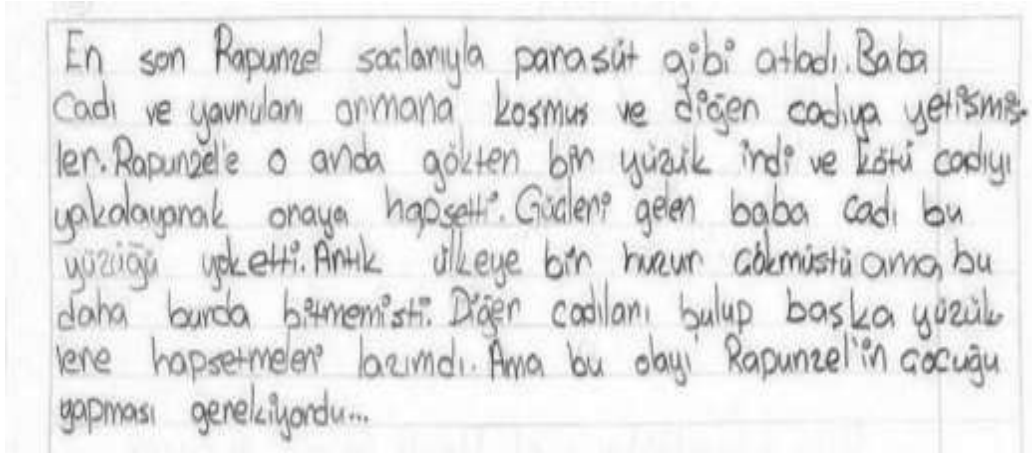 En son Rapunzel saçlarıyla paraşüt gibi atladı. Baba
Cadı ve yavruları ormana koşmuş ve diğer cadıya yetişmiş-
ler. Rapunzel'e o anda gökten bir yüzük indi ve kötü cadıyı
yakalayarak oraya hapsetti. Güçleri gelen baba cadı bu
yüzüğü yoketti. Artık ülkeye bir huzur çökmüştü ama bu
daha burda bitmemişti. Diğer cadıları bulup başka yüzük
lere hapsetmeleri lazımdı. Ama bu olayı Rapunzel'in çocuğu
yapması gerekiyordu...